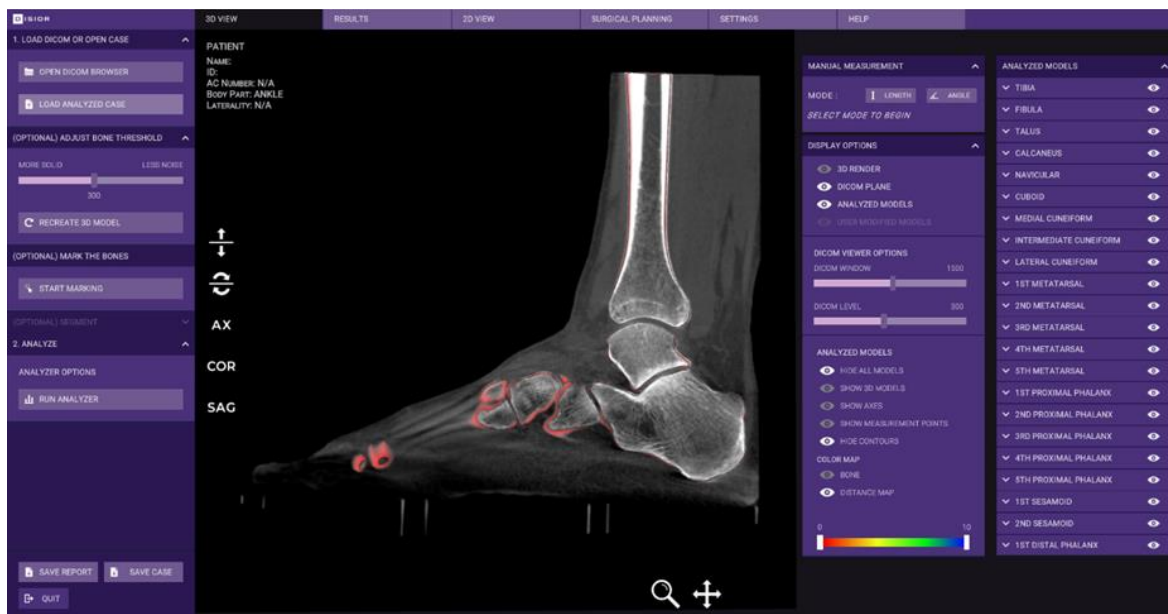 DISIOR
3D VIEW
RESULTS
2D VIEW
SURGICAL PLANNING
SETTINGS
HELP
1. LOAD DICOM OR OPEN CASE
OPEN DICOM BROWSER
LOAD ANALYZED CASE
(OPTIONAL) ADJUST BONE THRESHOLD
MORE SOLID
LESS NOISE
300
RECREATE 3D MODEL
(OPTIONAL) MARK THE BONES
START MARKING
(OPTIONAL) SEGMENT
2. ANALYZE
ANALYZER OPTIONS
RUN ANALYZER
SAVE REPORT
SAVE CASE
QUIT
PATIENT
NAME:
ID:
AC NUMBER: N/A
BODY PART: ANKLE
LATERALITY: N/A
AX
COR
SAG
MANUAL MEASUREMENT
MODE :
LENGTH
ANGLE
SELECT MODE TO BEGIN
DISPLAY OPTIONS
3D RENDER
DICOM PLANE
ANALYZED MODELS
USER MODIFIED MODELS
DICOM VIEWER OPTIONS
DICOM WINDOW
1500
DICOM LEVEL
300
ANALYZED MODELS
HIDE ALL MODELS
SHOW 3D MODELS
SHOW AXES
SHOW MEASUREMENT POINTS
HIDE CONTOURS
COLOR MAP
BONE
DISTANCE MAP
0
10
ANALYZED MODELS
TIBIA
FIBULA
TALUS
CALCANEUS
NAVICULAR
CUBOID
MEDIAL CUNEIFORM
INTERMEDIATE CUNEIFORM
LATERAL CUNEIFORM
1ST METATARSAL
2ND METATARSAL
3RD METATARSAL
4TH METATARSAL
5TH METATARSAL
1ST PROXIMAL PHALANX
2ND PROXIMAL PHALANX
3RD PROXIMAL PHALANX
4TH PROXIMAL PHALANX
5TH PROXIMAL PHALANX
1ST SESAMOID
2ND SESAMOID
1ST DISTAL PHALANX